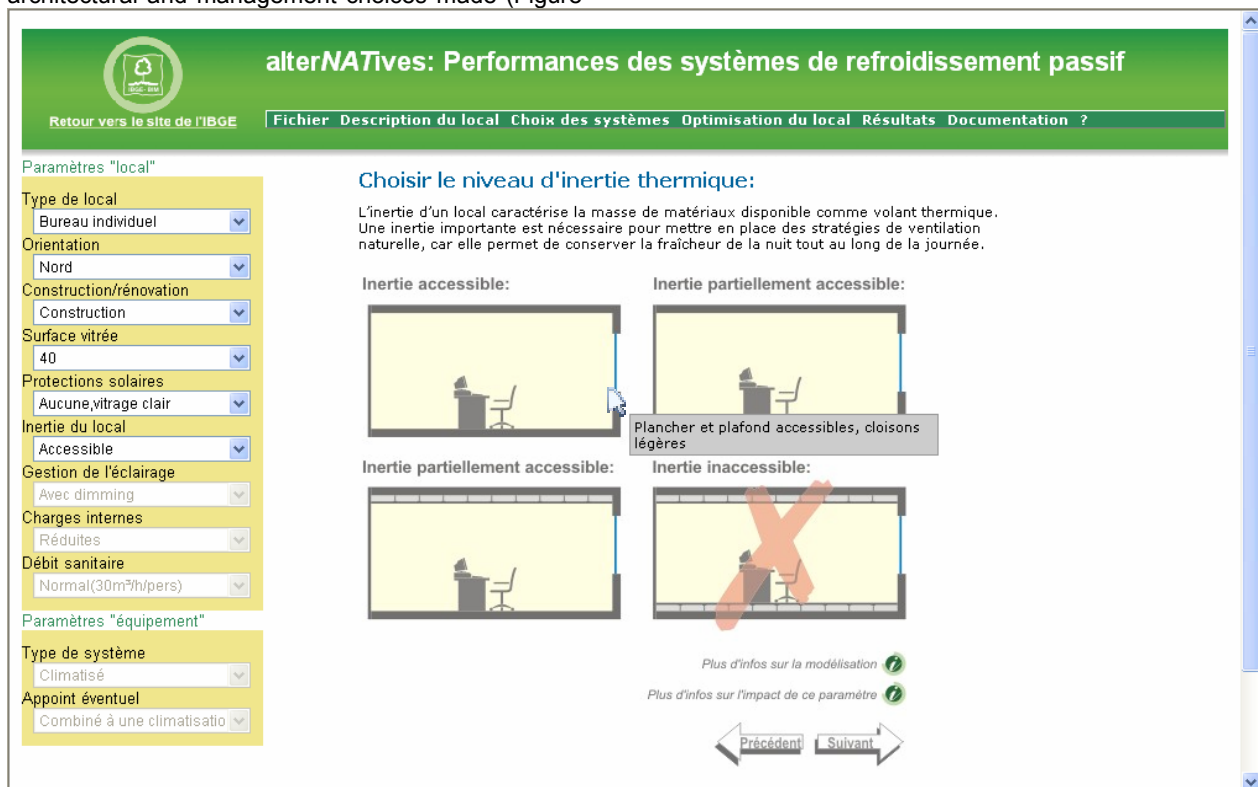 architectural and management choices made (Figure
alterNATives: Performances des systèmes de refroidissement passif
IBGE-BIM
Retour vers le site de l'IBGE
Fichier Description du local Choix des systèmes Optimisation du local Résultats Documentation ?
Paramètres "local"
Type de local
Bureau individuel
Orientation
Nord
Construction/rénovation
Construction
Surface vitrée
40
Protections solaires
Aucune,vitrage clair
Inertie du local
Accessible
Gestion de l'éclairage
Avec dimming
Charges internes
Réduites
Débit sanitaire
Normal(30m³/h/pers)
Paramètres "équipement"
Type de système
Climatisé
Appoint éventuel
Combiné à une climatisatio
Choisir le niveau d'inertie thermique:
L'inertie d'un local caractérise la masse de matériaux disponible comme volant thermique.
Une inertie importante est nécessaire pour mettre en place des stratégies de ventilation
naturelle, car elle permet de conserver la fraîcheur de la nuit tout au long de la journée.
Inertie accessible:
Inertie partiellement accessible:
Plancher et plafond accessibles, cloisons
légères
Inertie partiellement accessible:
Inertie inaccessible:
Plus d'infos sur la modélisation
Plus d'infos sur l'impact de ce paramètre
Précédent
Suivant